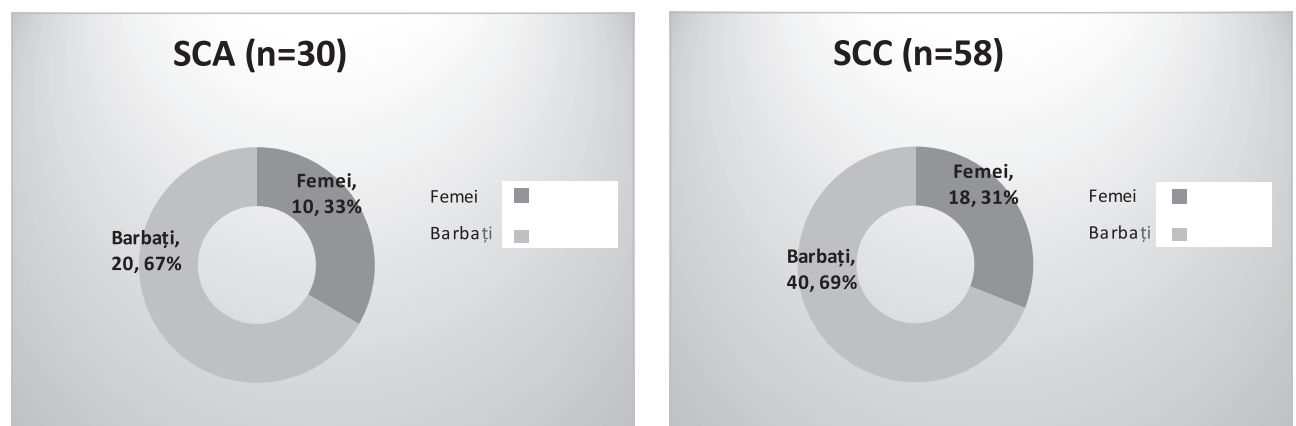 SCA (n=30)
Femei,
10, 33%
Barbați,
20, 67%
Femei
Barbați
SCC (n=58)
Femei,
18, 31%
Barbați,
40, 69%
Femei
Barbați